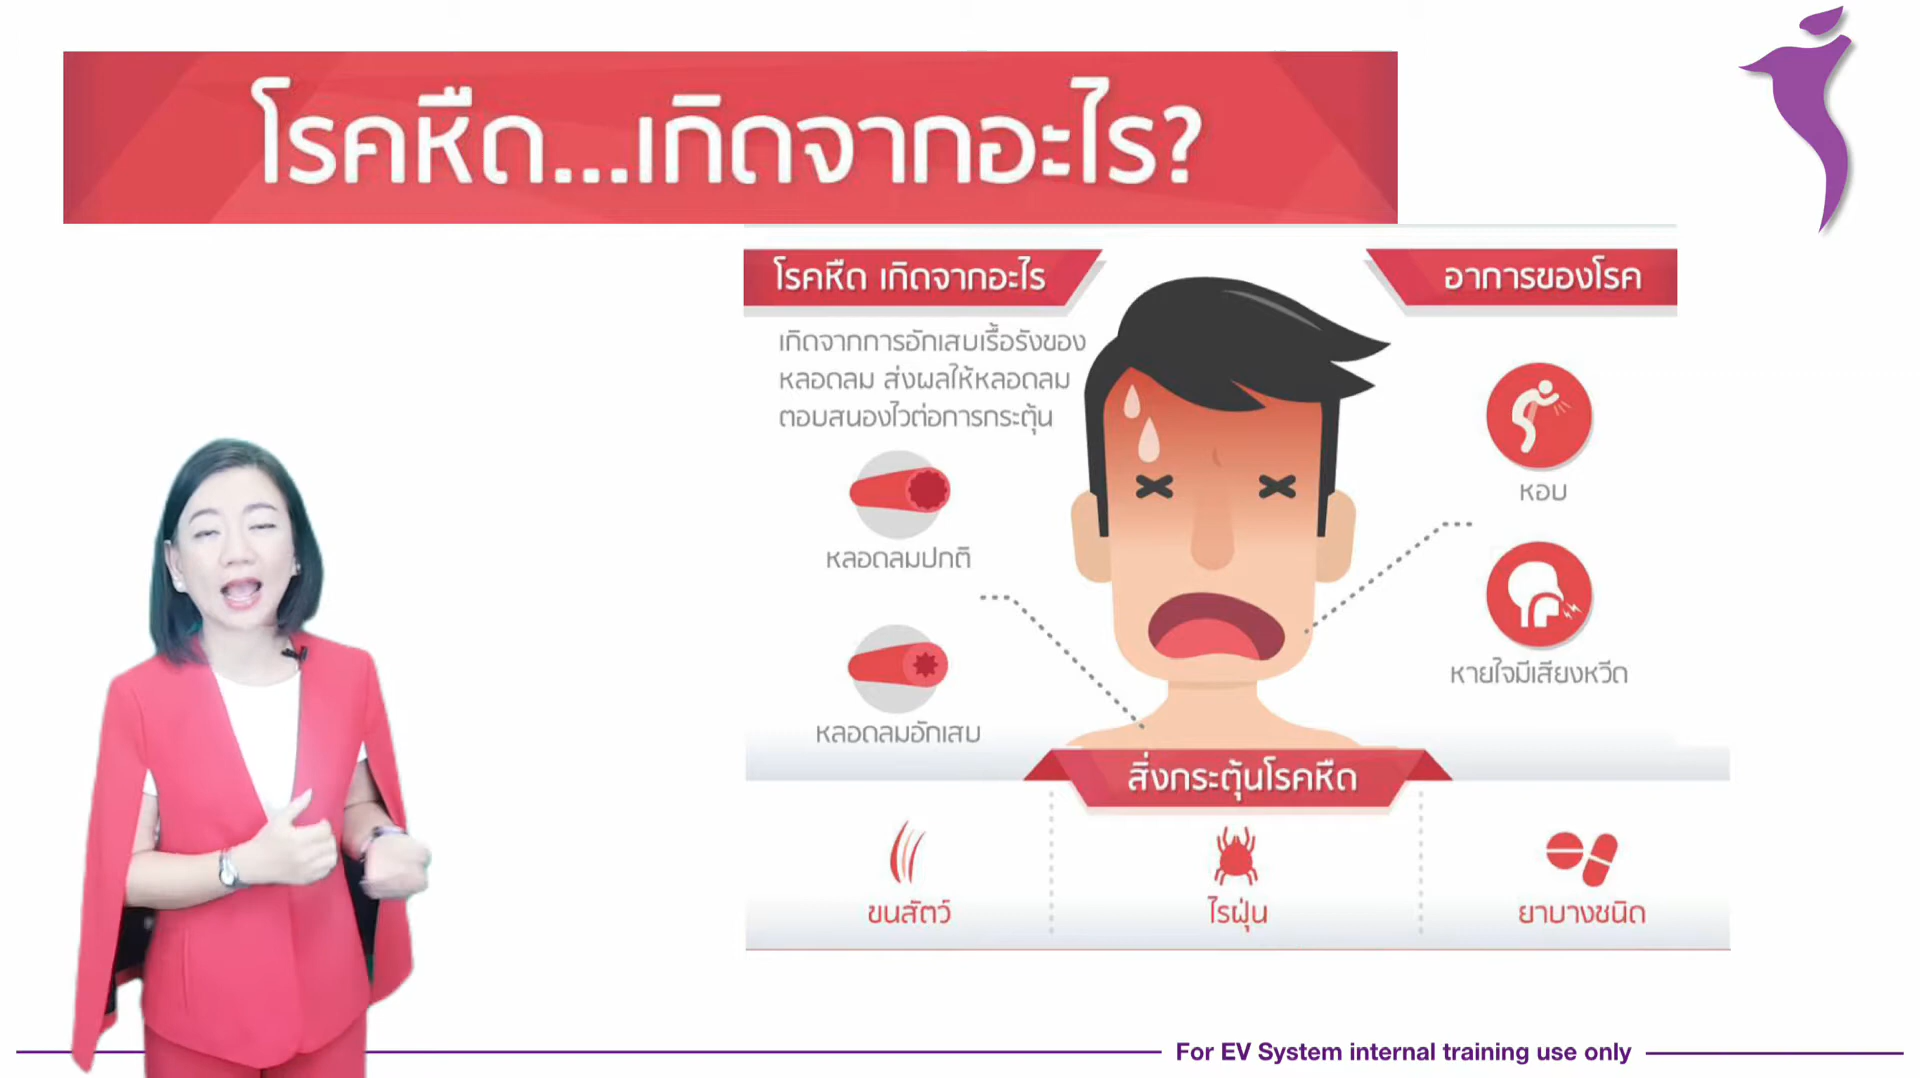 โรคหืด...เกิดจากอะไร?
โรคหืด เกิดจากอะไร
เกิดจากการอักเสบเรื้อรังของ
หลอดลม ส่งผลให้หลอดลม
ตอบสนองไวต่อการกระตุ้น
หลอดลมปกติ
หลอดลมอักเสบ
อาการของโรค
หอบ
หายใจมีเสียงหวีด
สิ่งกระตุ้นโรคหืด
ขนสัตว์
ไรฝุ่น
ยาบางชนิด
For EV System internal training use only